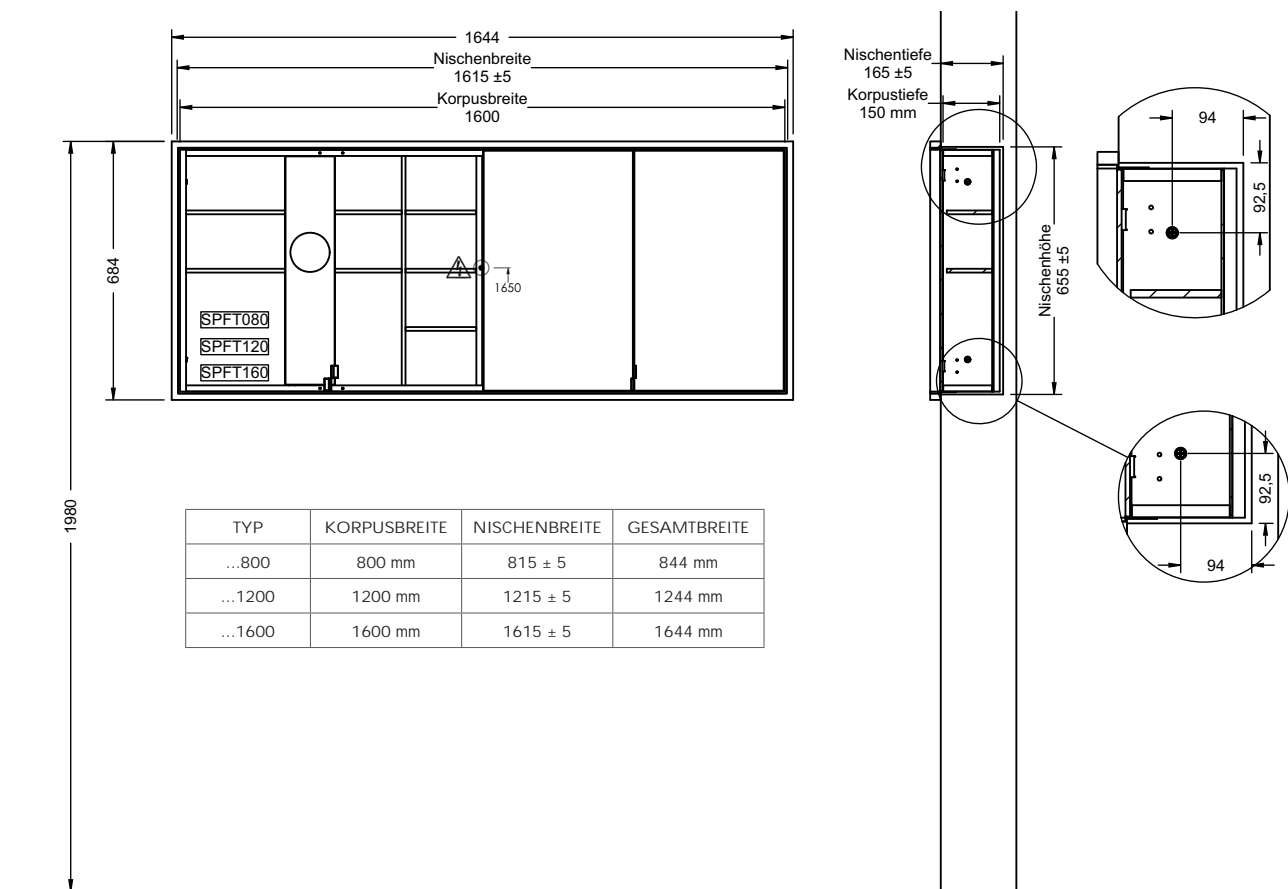 1644
Nischenbreite
1615 ±5
Korpusbreite
1600
684
1980
1650
SPFT080
SPFT120
SPFT160
Nischentiefe
165 ±5
Korpustiefe
150 mm
Nischenhöhe
655 ±5
94
92,5
92,5
94
TYP KORPUSBREITE NISCHENBREITE GESAMTBREITE
...800 800 mm 815 ± 5 844 mm
...1200 1200 mm 1215 ± 5 1244 mm
...1600 1600 mm 1615 ± 5 1644 mm